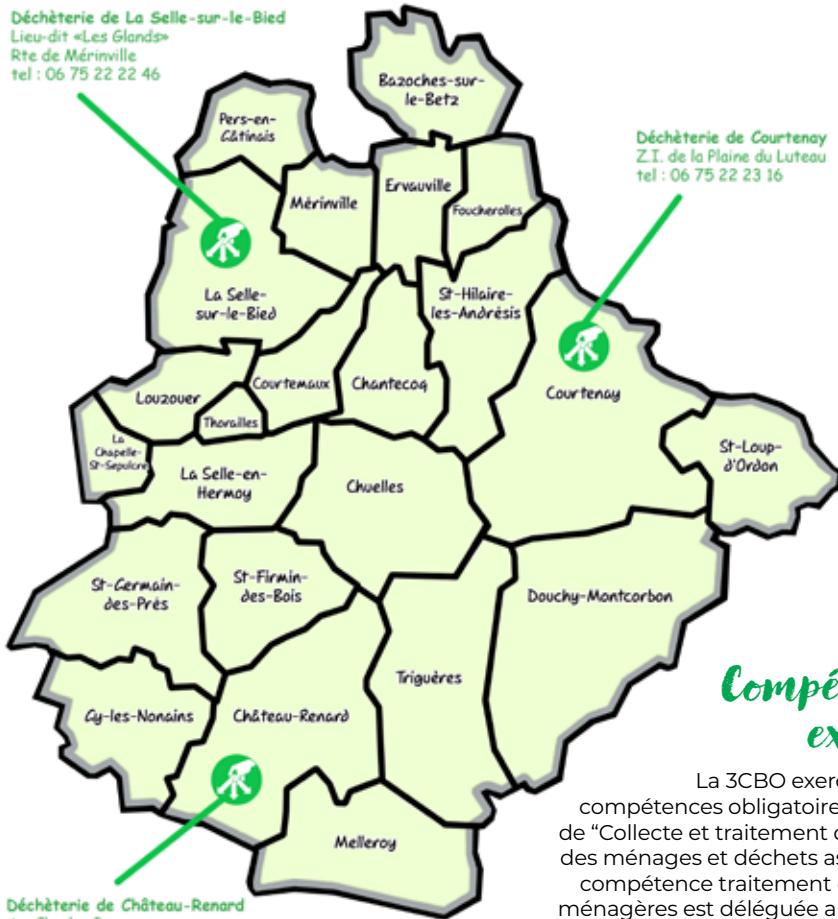 Déchèterie de La Selle-sur-le-Bied
Lieu-dit «Les Glands»
Rte de Mérinville
tel : 06 75 22 22 46
Bazoches-sur-
le-Betz
Pers-en-
Gâtinais
Déchèterie de Courtenay
Z.I. de la Plaine du Luteau
tel : 06 75 22 23 16
Mérinville
Ervauville
Foucherolles
La Selle-
sur-le-Bied
St-Hilaire-
les-Andrésis
Louzouer
Courtemaux
Chantecoq
Courtenay
Thorailles
La
Chapelle-
St-Sepulcre
St-Loup-
d'Ordon
La Selle-en-
Hermoy
Chuelles
St-Germain-
des-Prés
St-Firmin-
des-Bois
Douchy-Montcorbon
Triguères
Gy-les-Nonains
Château-Renard
Melleroy
Déchèterie de Château-Renard
Compé
ex
La 3CBO exer
compétences obligatoire
de “Collecte et traitement
des ménages et déchets as
compétence traitement
ménagères est déléguée a